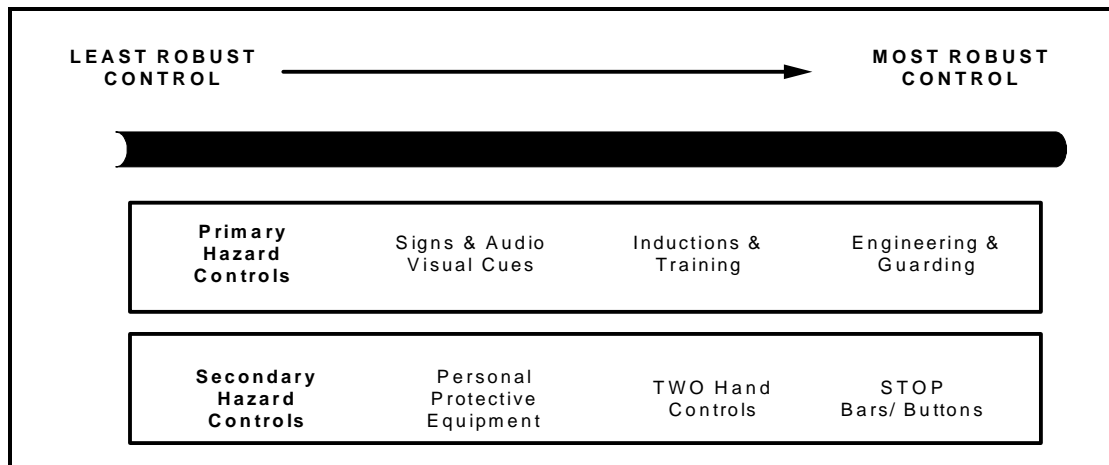 LEAST ROBUST
CONTROL
MOST ROBUST
CONTROL
Primary
Hazard
Controls
Signs & Audio
Visual Cues
Inductions &
Training
Engineering &
Guarding
Secondary
Hazard
Controls
Personal
Protective
Equipment
TWO Hand
Controls
STOP
Bars/ Buttons